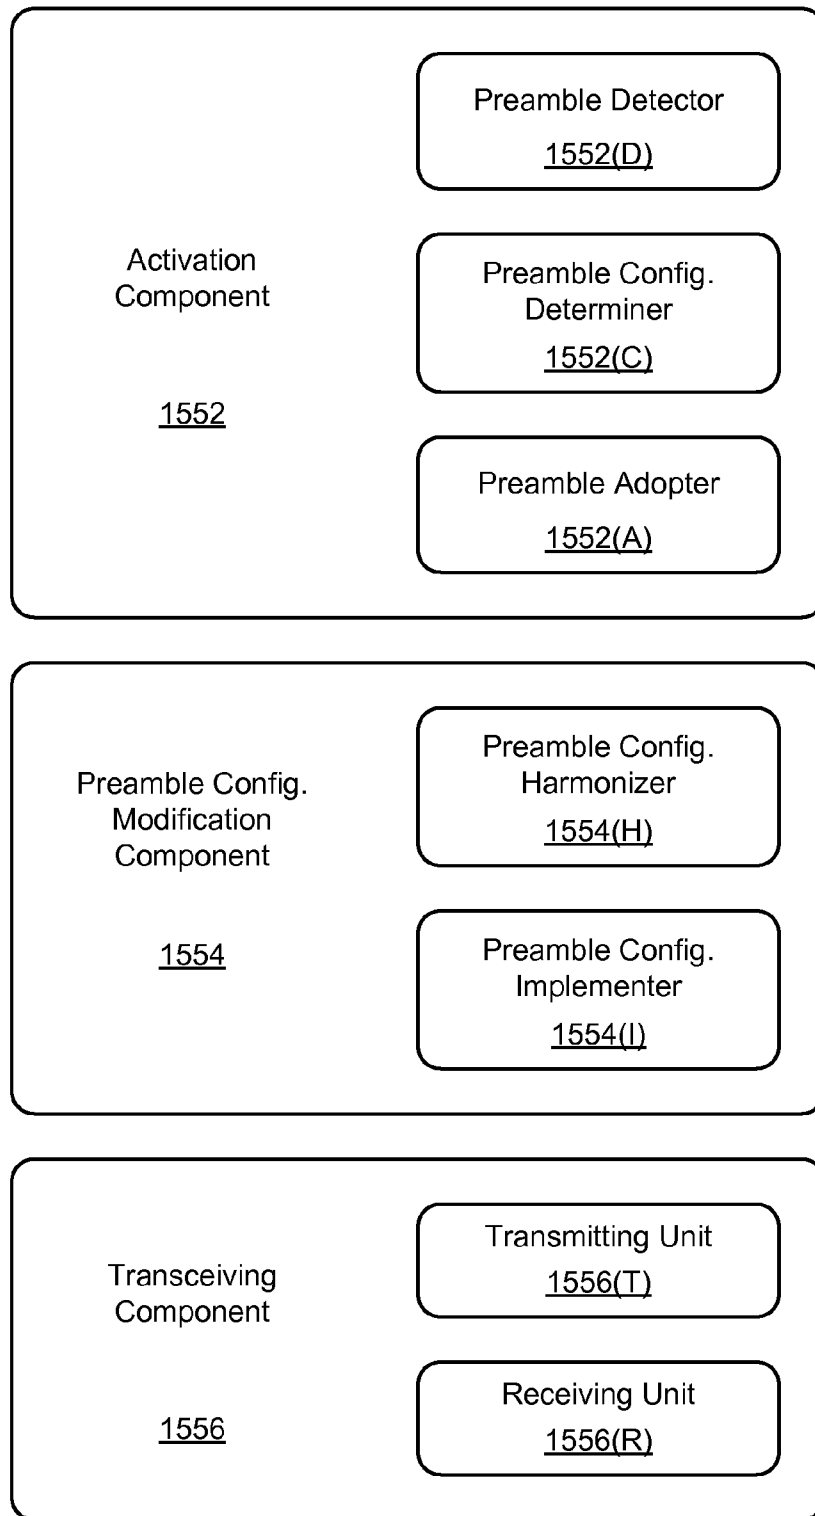 Activation
Component
1552
Preamble Detector
1552(D)
Preamble Config.
Determiner
1552(C)
Preamble Adopter
1552(A)
Preamble Config.
Modification
Component
1554
Preamble Config.
Harmonizer
1554(H)
Preamble Config.
Implementer
1554(I)
Transceiving
Component
1556
Transmitting Unit
1556(T)
Receiving Unit
1556(R)